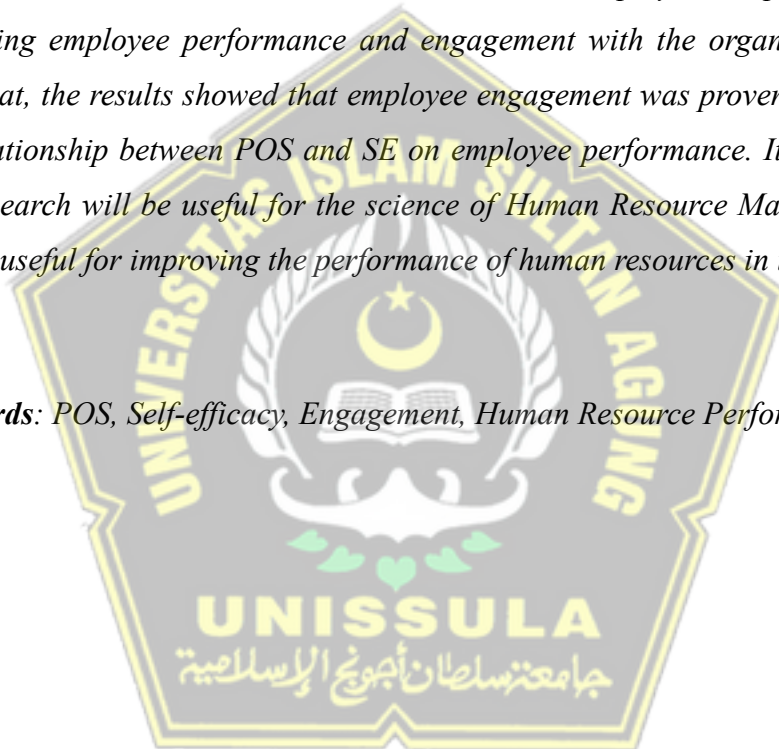 ing employee performance and engagement with the organ
at, the results showed that employee engagement was prover
ationship between POS and SE on employee performance. It
search will be useful for the science of Human Resource Ma
useful for improving the performance of human resources in
rds: POS, Self-efficacy, Engagement, Human Resource Perfor
UNIVERSITAS ISLAM SULTAN AGUNG
UNISSULA
جامعة سلطان أجونج الإسلامية